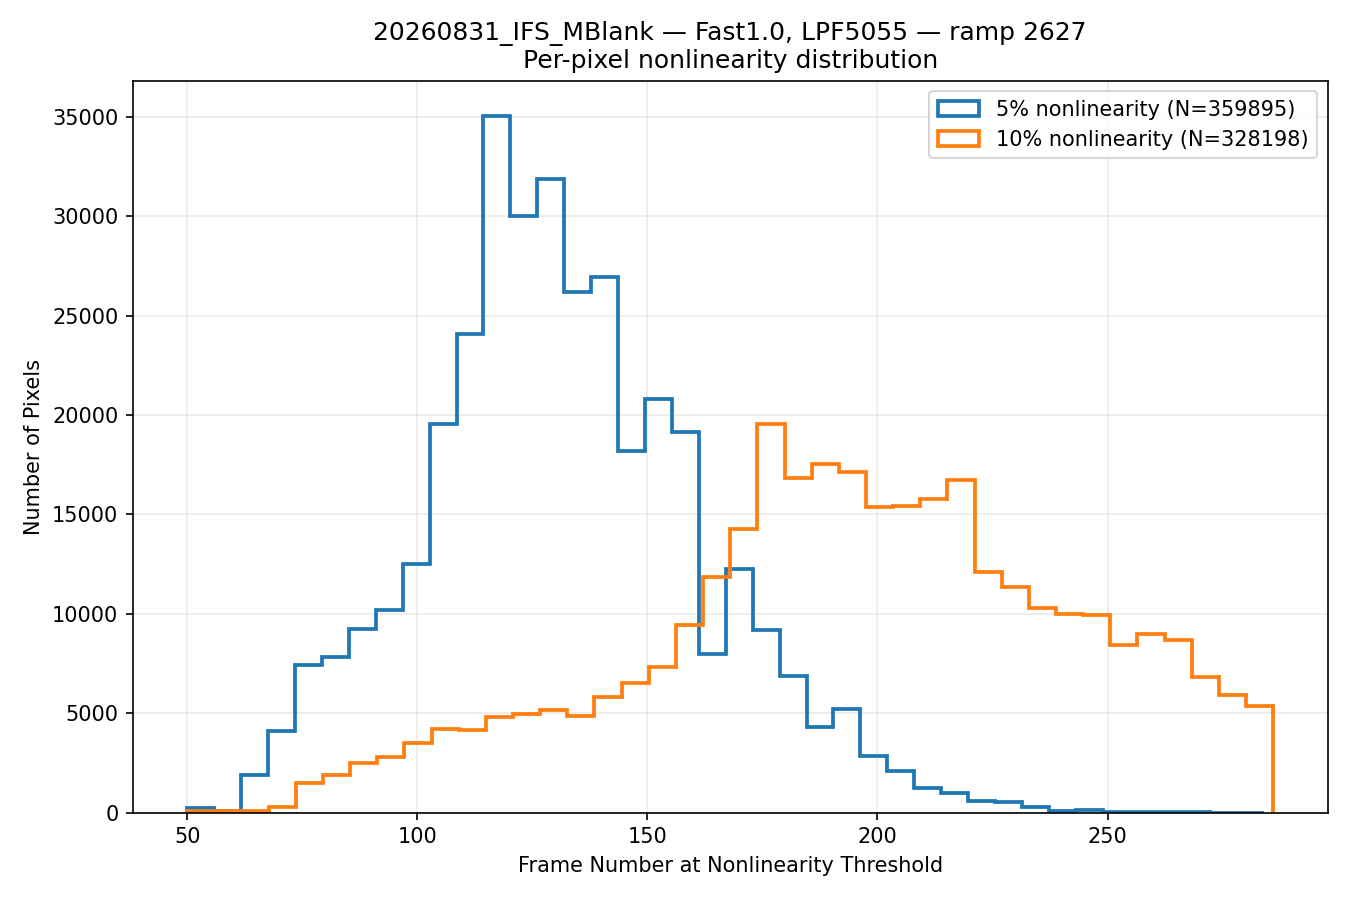 20260831_IFS_MBlank — Fast1.0, LPF5055 — ramp 2627
Per-pixel nonlinearity distribution
5% nonlinearity (N=359895)
10% nonlinearity (N=328198)
Number of Pixels
35000
30000
25000
20000
15000
10000
5000
0
50
100
150
200
250
Frame Number at Nonlinearity Threshold